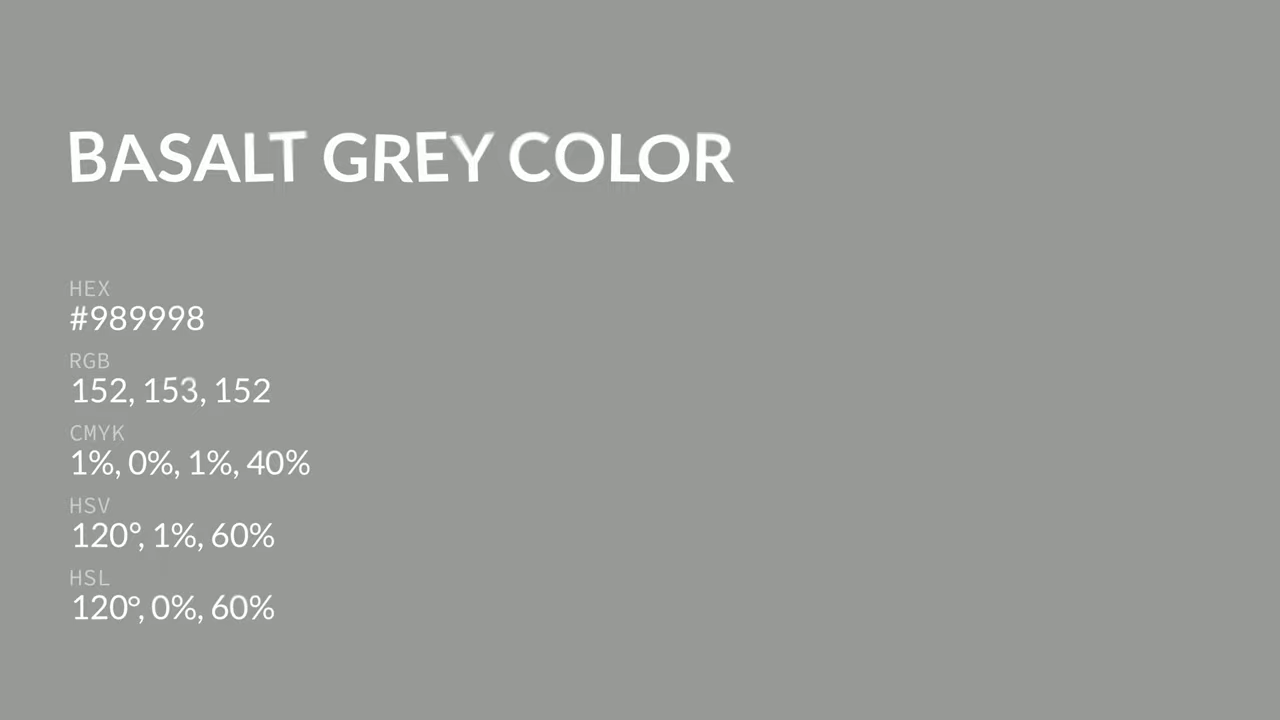 BASALT GREY COLOR
HEX
#989998
RGB
152, 153, 152
CMYK
1%, 0%, 1%, 40%
HSV
120°, 1%, 60%
HSL
120°, 0%, 60%